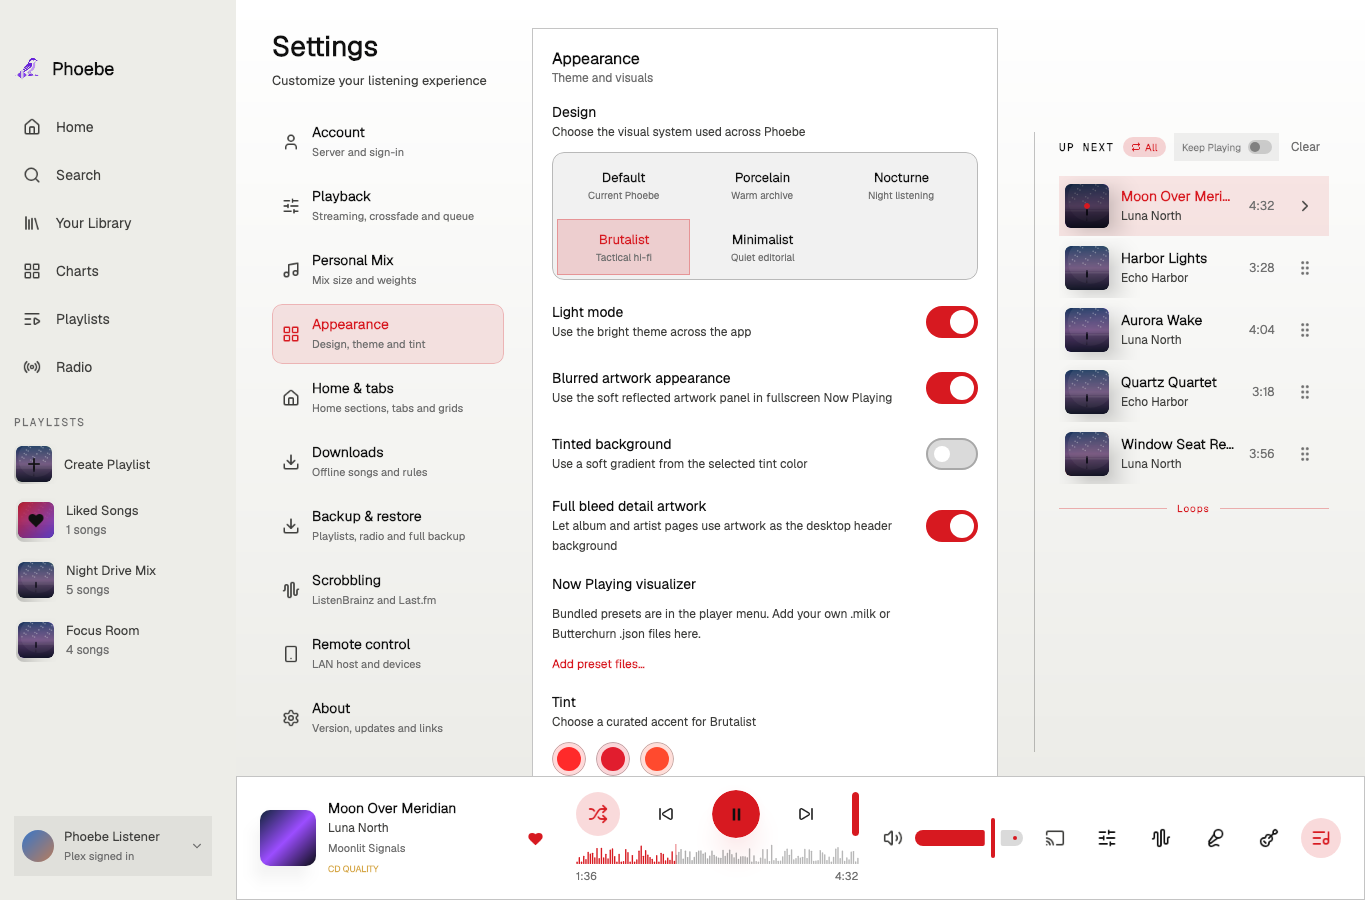 Phoebe
Home
Search
Your Library
Charts
Playlists
Radio
PLAYLISTS
Create Playlist
Liked Songs
1 songs
Night Drive Mix
5 songs
Focus Room
4 songs
Phoebe Listener
Plex signed in
Settings
Customize your listening experience
Account
Server and sign-in
Playback
Streaming, crossfade and queue
Personal Mix
Mix size and weights
Appearance
Design, theme and tint
Home & tabs
Home sections, tabs and grids
Downloads
Offline songs and rules
Backup & restore
Playlists, radio and full backup
Scrobbling
ListenBrainz and Last.fm
Remote control
LAN host and devices
About
Version, updates and links
Appearance
Theme and visuals
Design
Choose the visual system used across Phoebe
Default
Current Phoebe
Porcelain
Warm archive
Nocturne
Night listening
Brutalist
Tactical hi-fi
Minimalist
Quiet editorial
Light mode
Use the bright theme across the app
Blurred artwork appearance
Use the soft reflected artwork panel in fullscreen Now Playing
Tinted background
Use a soft gradient from the selected tint color
Full bleed detail artwork
Let album and artist pages use artwork as the desktop header
background
Now Playing visualizer
Bundled presets are in the player menu. Add your own .milk or
Butterchurn .json files here.
Add preset files...
Tint
Choose a curated accent for Brutalist
UP NEXT
All
Keep Playing
Clear
Moon Over Meri...
Luna North
4:32
Harbor Lights
Echo Harbor
3:28
Aurora Wake
Luna North
4:04
Quartz Quartet
Echo Harbor
3:18
Window Seat Re...
Luna North
3:56
Loops
Moon Over Meridian
Luna North
Moonlit Signals
CD QUALITY
1:36
4:32